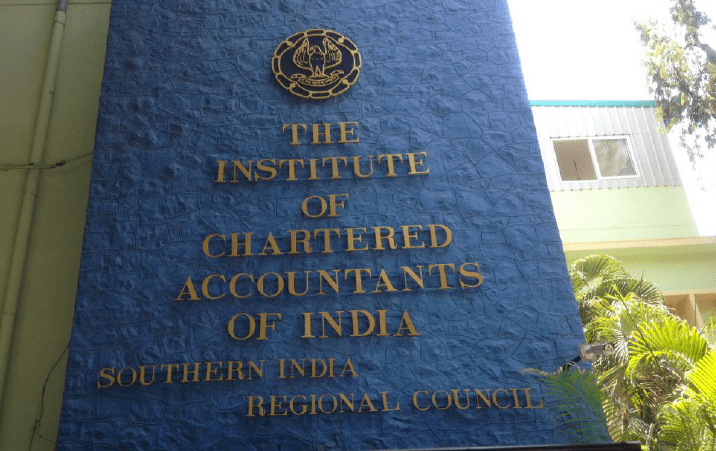 THE
INSTITUTE
OF
CHARTERED
ACCOUNTANTS
OF INDIA
SOUTHERN INDIA
REGIONAL COUNCIL